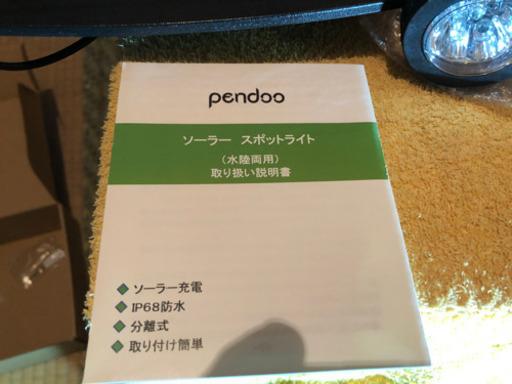 pendoo
ソーラー スポットライト
（水陸両用）
取り扱い説明書
ソーラー充電
IP68防水
分離式
取り付け簡単